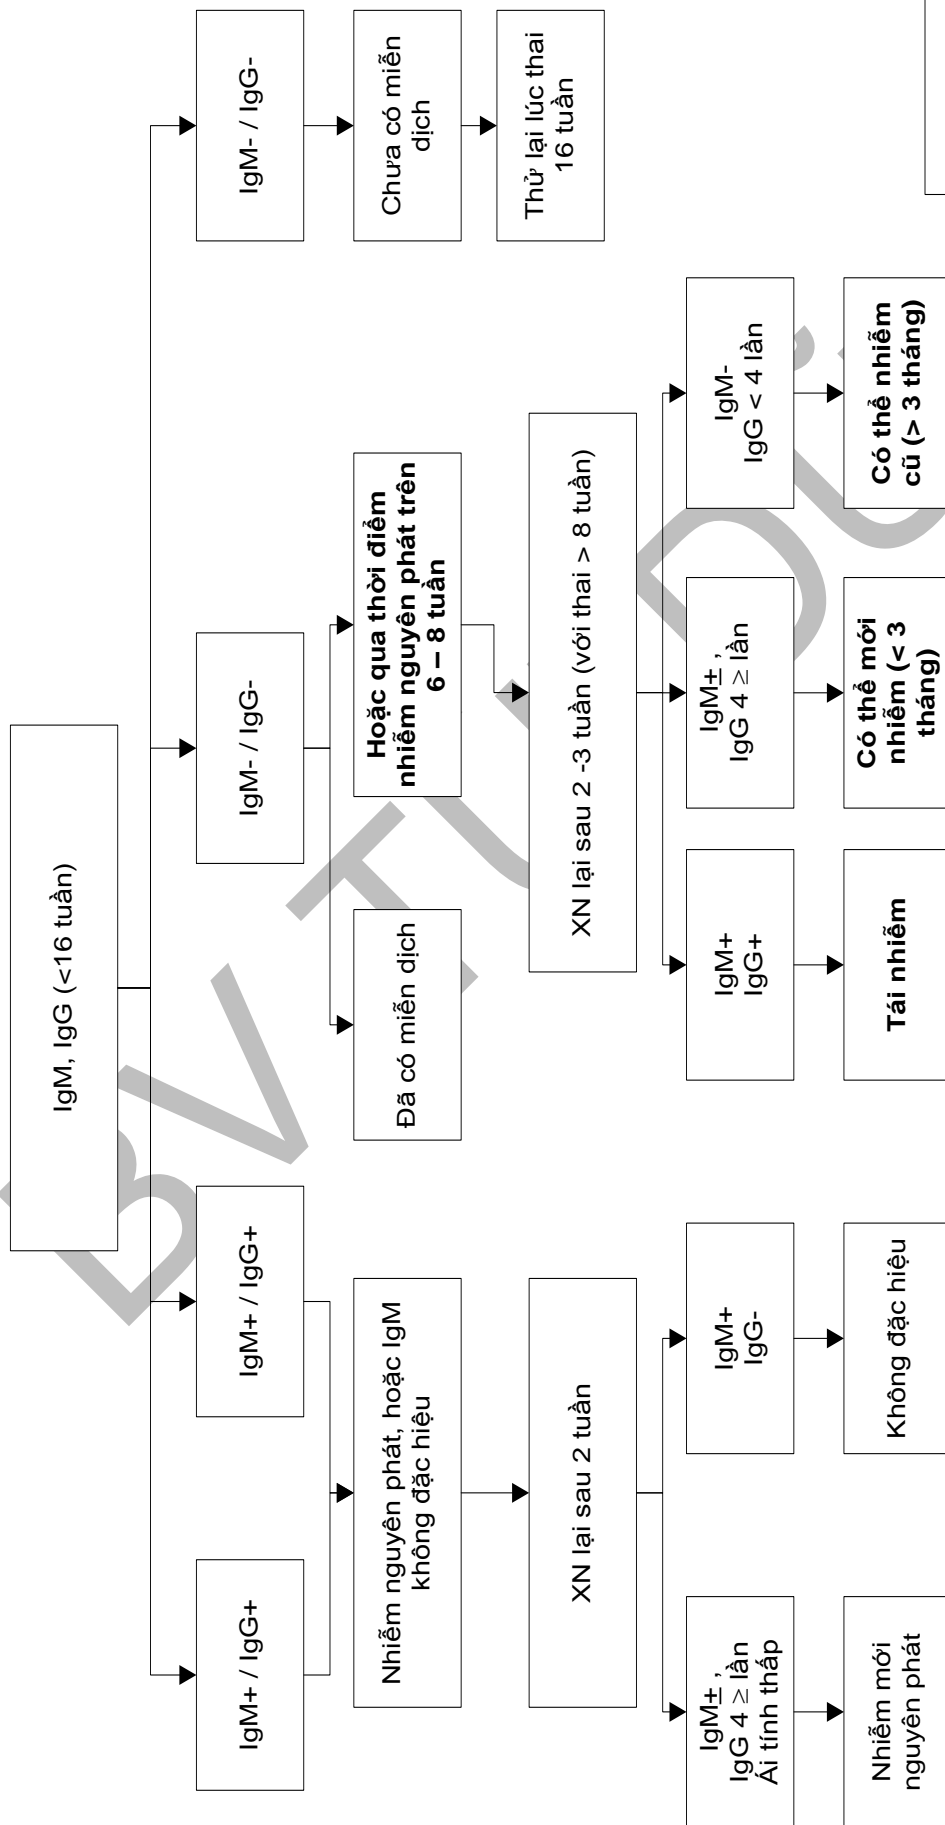 IgM, IgG (<16 tuần)
IgM+ / IgG+
IgM+ / IgG+
IgM- / IgG-
IgM- / IgG-
Nhiễm nguyên phát, hoặc IgM
không đặc hiệu
Đã có miễn dịch
Hoặc qua thời điểm
nhiễm nguyên phát trên
6 – 8 tuần
Chưa có miễn
dịch
XN lại sau 2 tuần
XN lại sau 2 -3 tuần (với thai > 8 tuần)
Thử lại lúc thai
16 tuần
IgM±,
IgG 4 ≥ lần
Ái tính thấp
IgM+
IgG-
IgM+
IgG+
IgM±,
IgG 4 ≥ lần
IgM-
IgG < 4 lần
Nhiễm mới
nguyên phát
Không đặc hiệu
Tái nhiễm
Có thể mới
nhiễm (< 3
tháng)
Có thể nhiễm
cũ (> 3 tháng)
BV TỪ DŨ